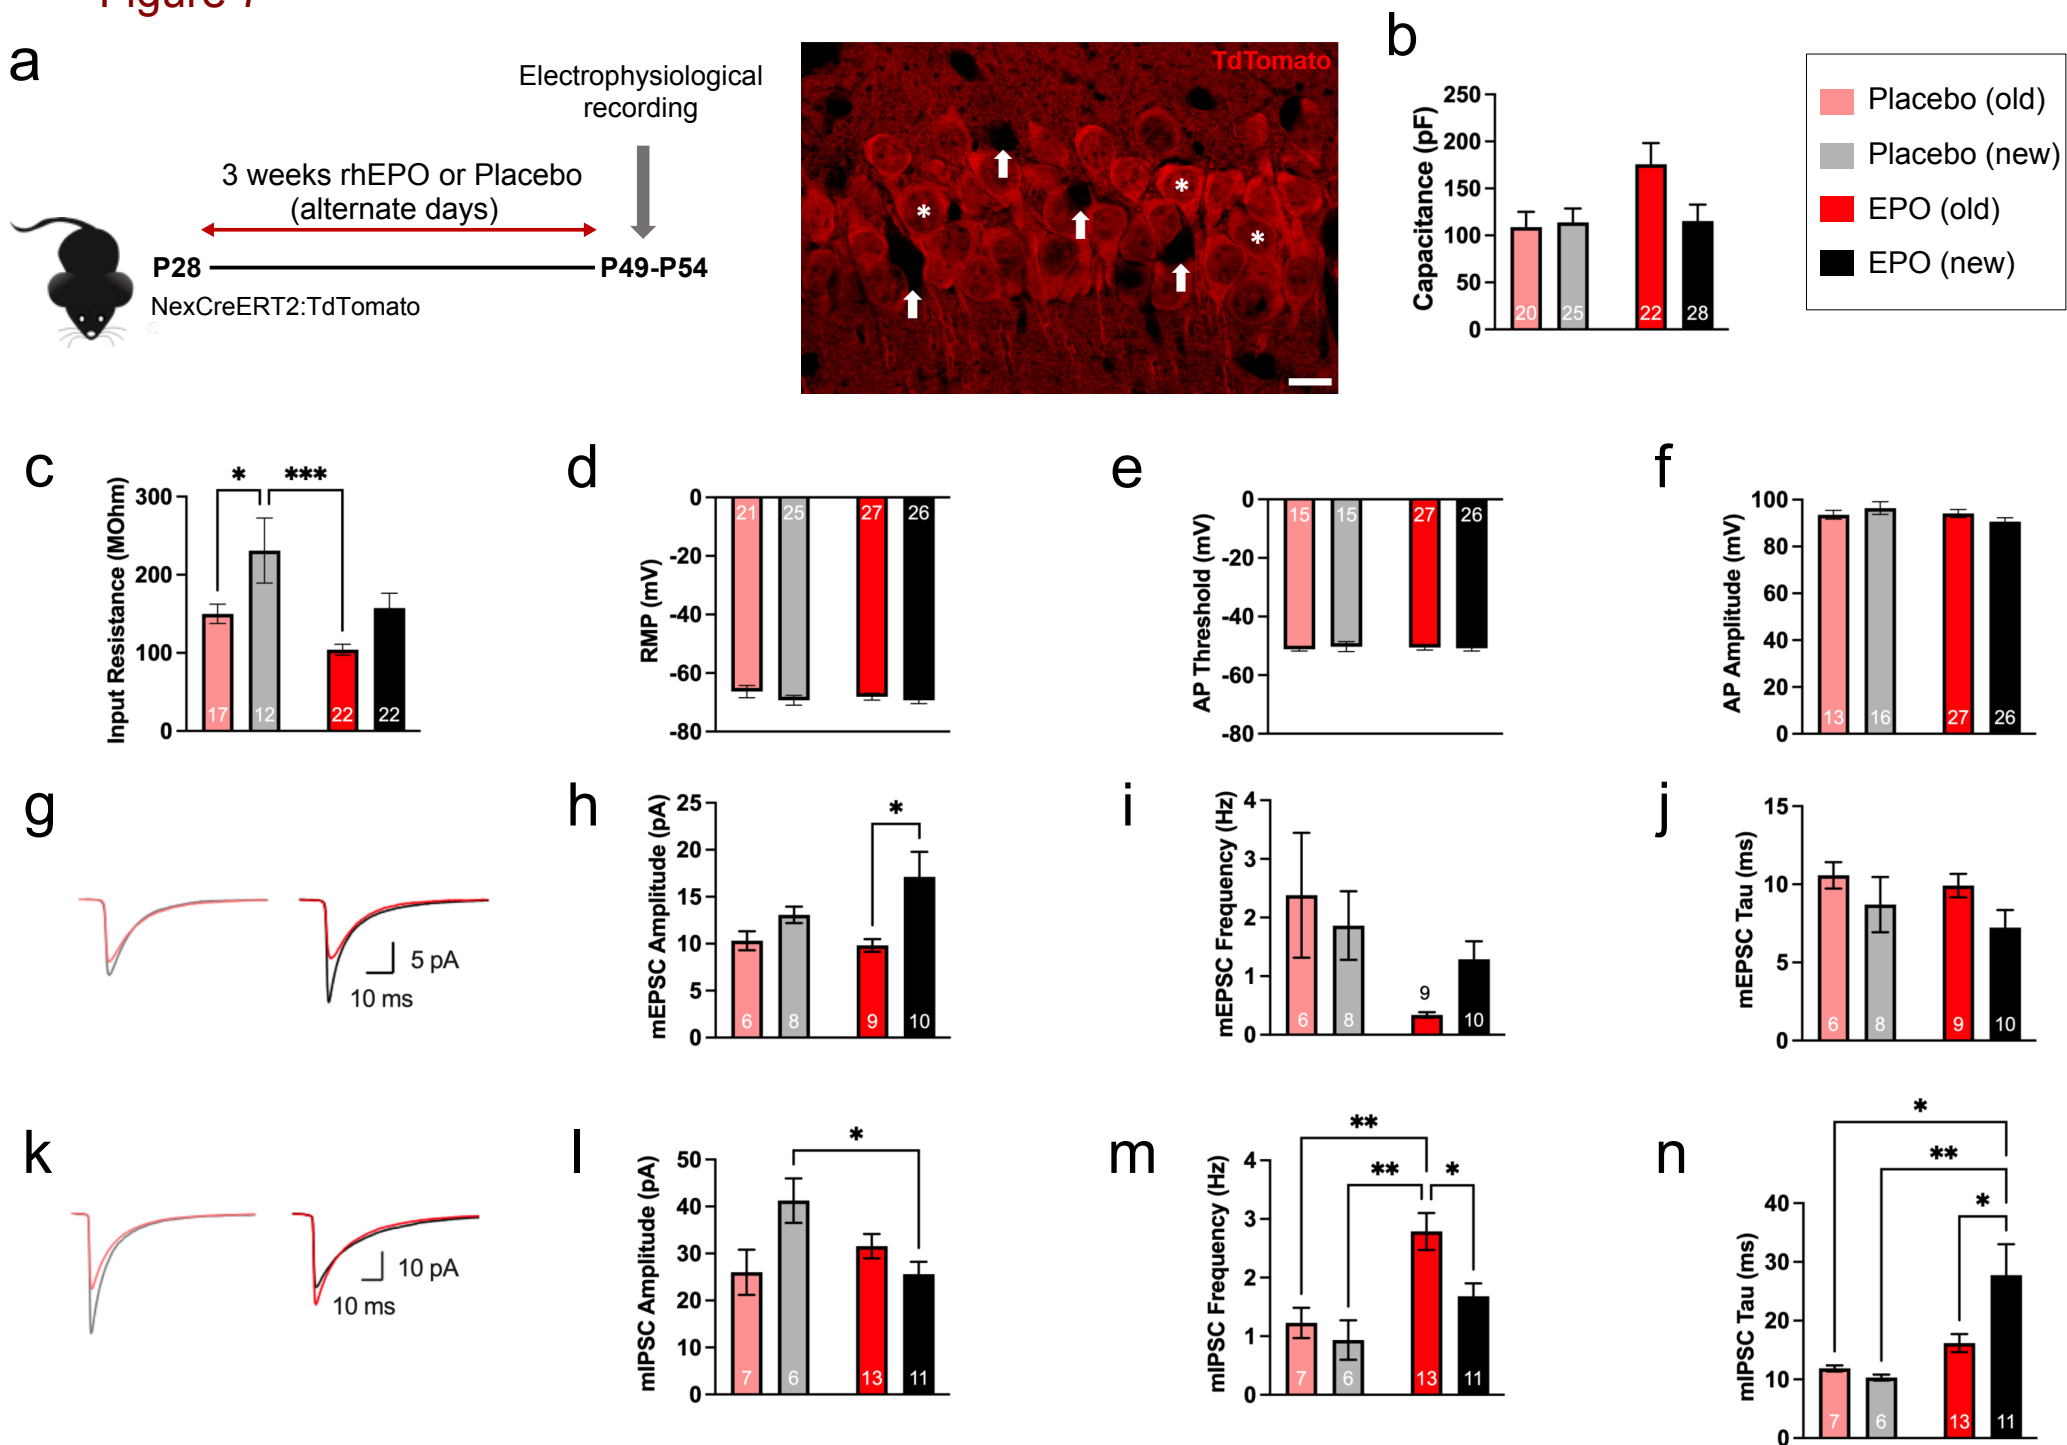 Figure 7
a
Electrophysiological
recording
3 weeks rhEPO or Placebo
(alternate days)
P28
P49-P54
NexCreERT2:TdTomato
TdTomato
*
*
*
b
Capacitance (pF)
250
200
150
100
50
0
20
25
22
28
Placebo (old)
Placebo (new)
EPO (old)
EPO (new)
c
Input Resistance (MOhm)
300
200
100
0
*
***
17
12
22
22
d
RMP (mV)
0
-20
-40
-60
-80
21
25
27
26
e
AP Threshold (mV)
0
-20
-40
-60
-80
15
15
27
26
f
AP Amplitude (mV)
100
80
60
40
20
0
13
16
27
26
g
5 pA
10 ms
h
mEPSC Amplitude (pA)
25
20
15
10
5
0
*
6
8
9
10
i
mEPSC Frequency (Hz)
4
3
2
1
0
6
8
9
10
j
mEPSC Tau (ms)
15
10
5
0
6
8
9
10
k
10 pA
10 ms
l
mIPSC Amplitude (pA)
50
40
30
20
10
0
*
7
6
13
11
m
mIPSC Frequency (Hz)
4
3
2
1
0
**
**
*
7
6
13
11
n
mIPSC Tau (ms)
40
30
20
10
0
*
**
*
7
6
13
11